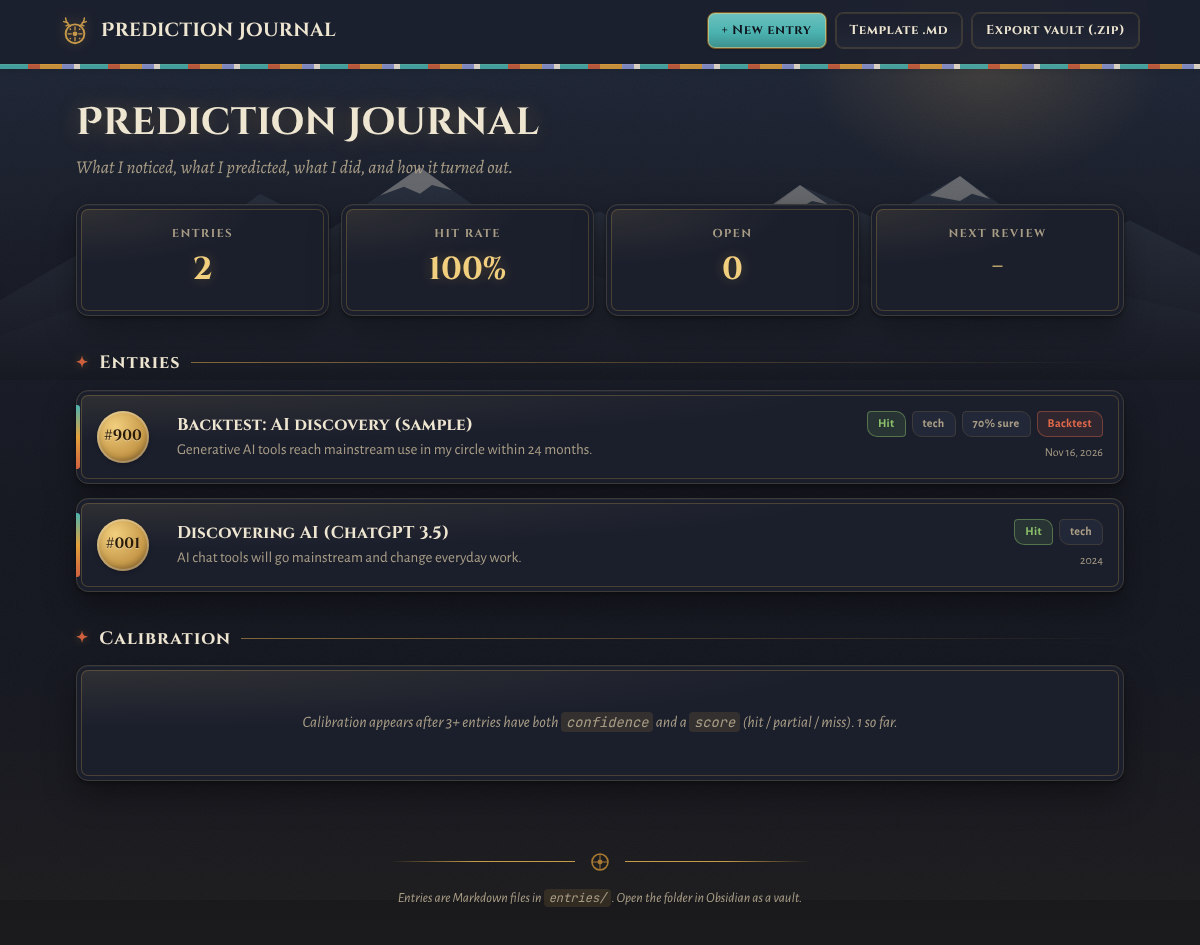 Prediction Journal
+ New entry
Template .md
Export vault (.zip)
Prediction Journal
What I noticed, what I predicted, what I did, and how it turned out.
ENTRIES
2
HIT RATE
100%
OPEN
0
NEXT REVIEW
–
Entries
#900
Backtest: AI discovery (sample)
Generative AI tools reach mainstream use in my circle within 24 months.
Hit
tech
70% sure
Backtest
Nov 16, 2026
#001
Discovering AI (ChatGPT 3.5)
AI chat tools will go mainstream and change everyday work.
Hit
tech
2024
Calibration
Calibration appears after 3+ entries have both confidence and a score (hit / partial / miss). 1 so far.
Entries are Markdown files in entries/. Open the folder in Obsidian as a vault.